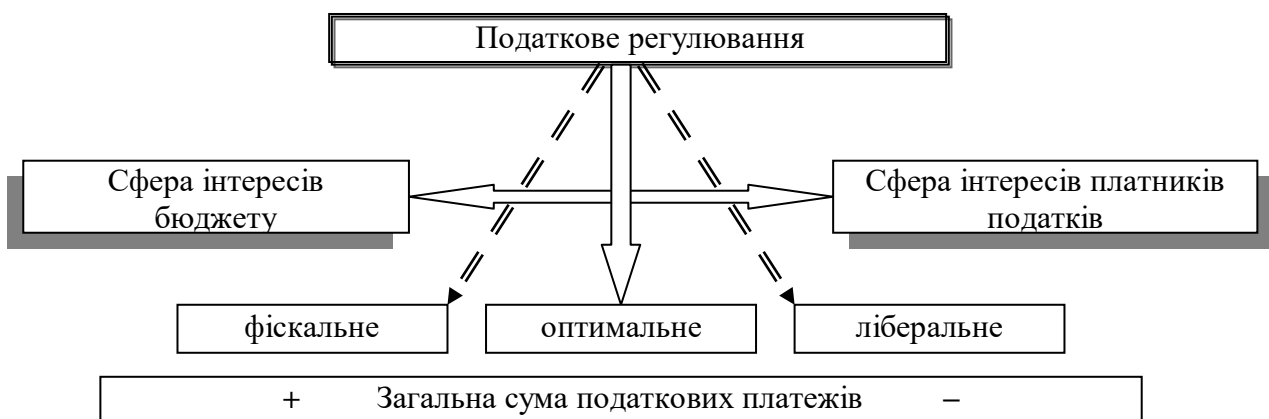 Податкове регулювання
Сфера інтересів
бюджету
Сфера інтересів платників
податків
фіскальне
оптимальне
ліберальне
+ Загальна сума податкових платежів −